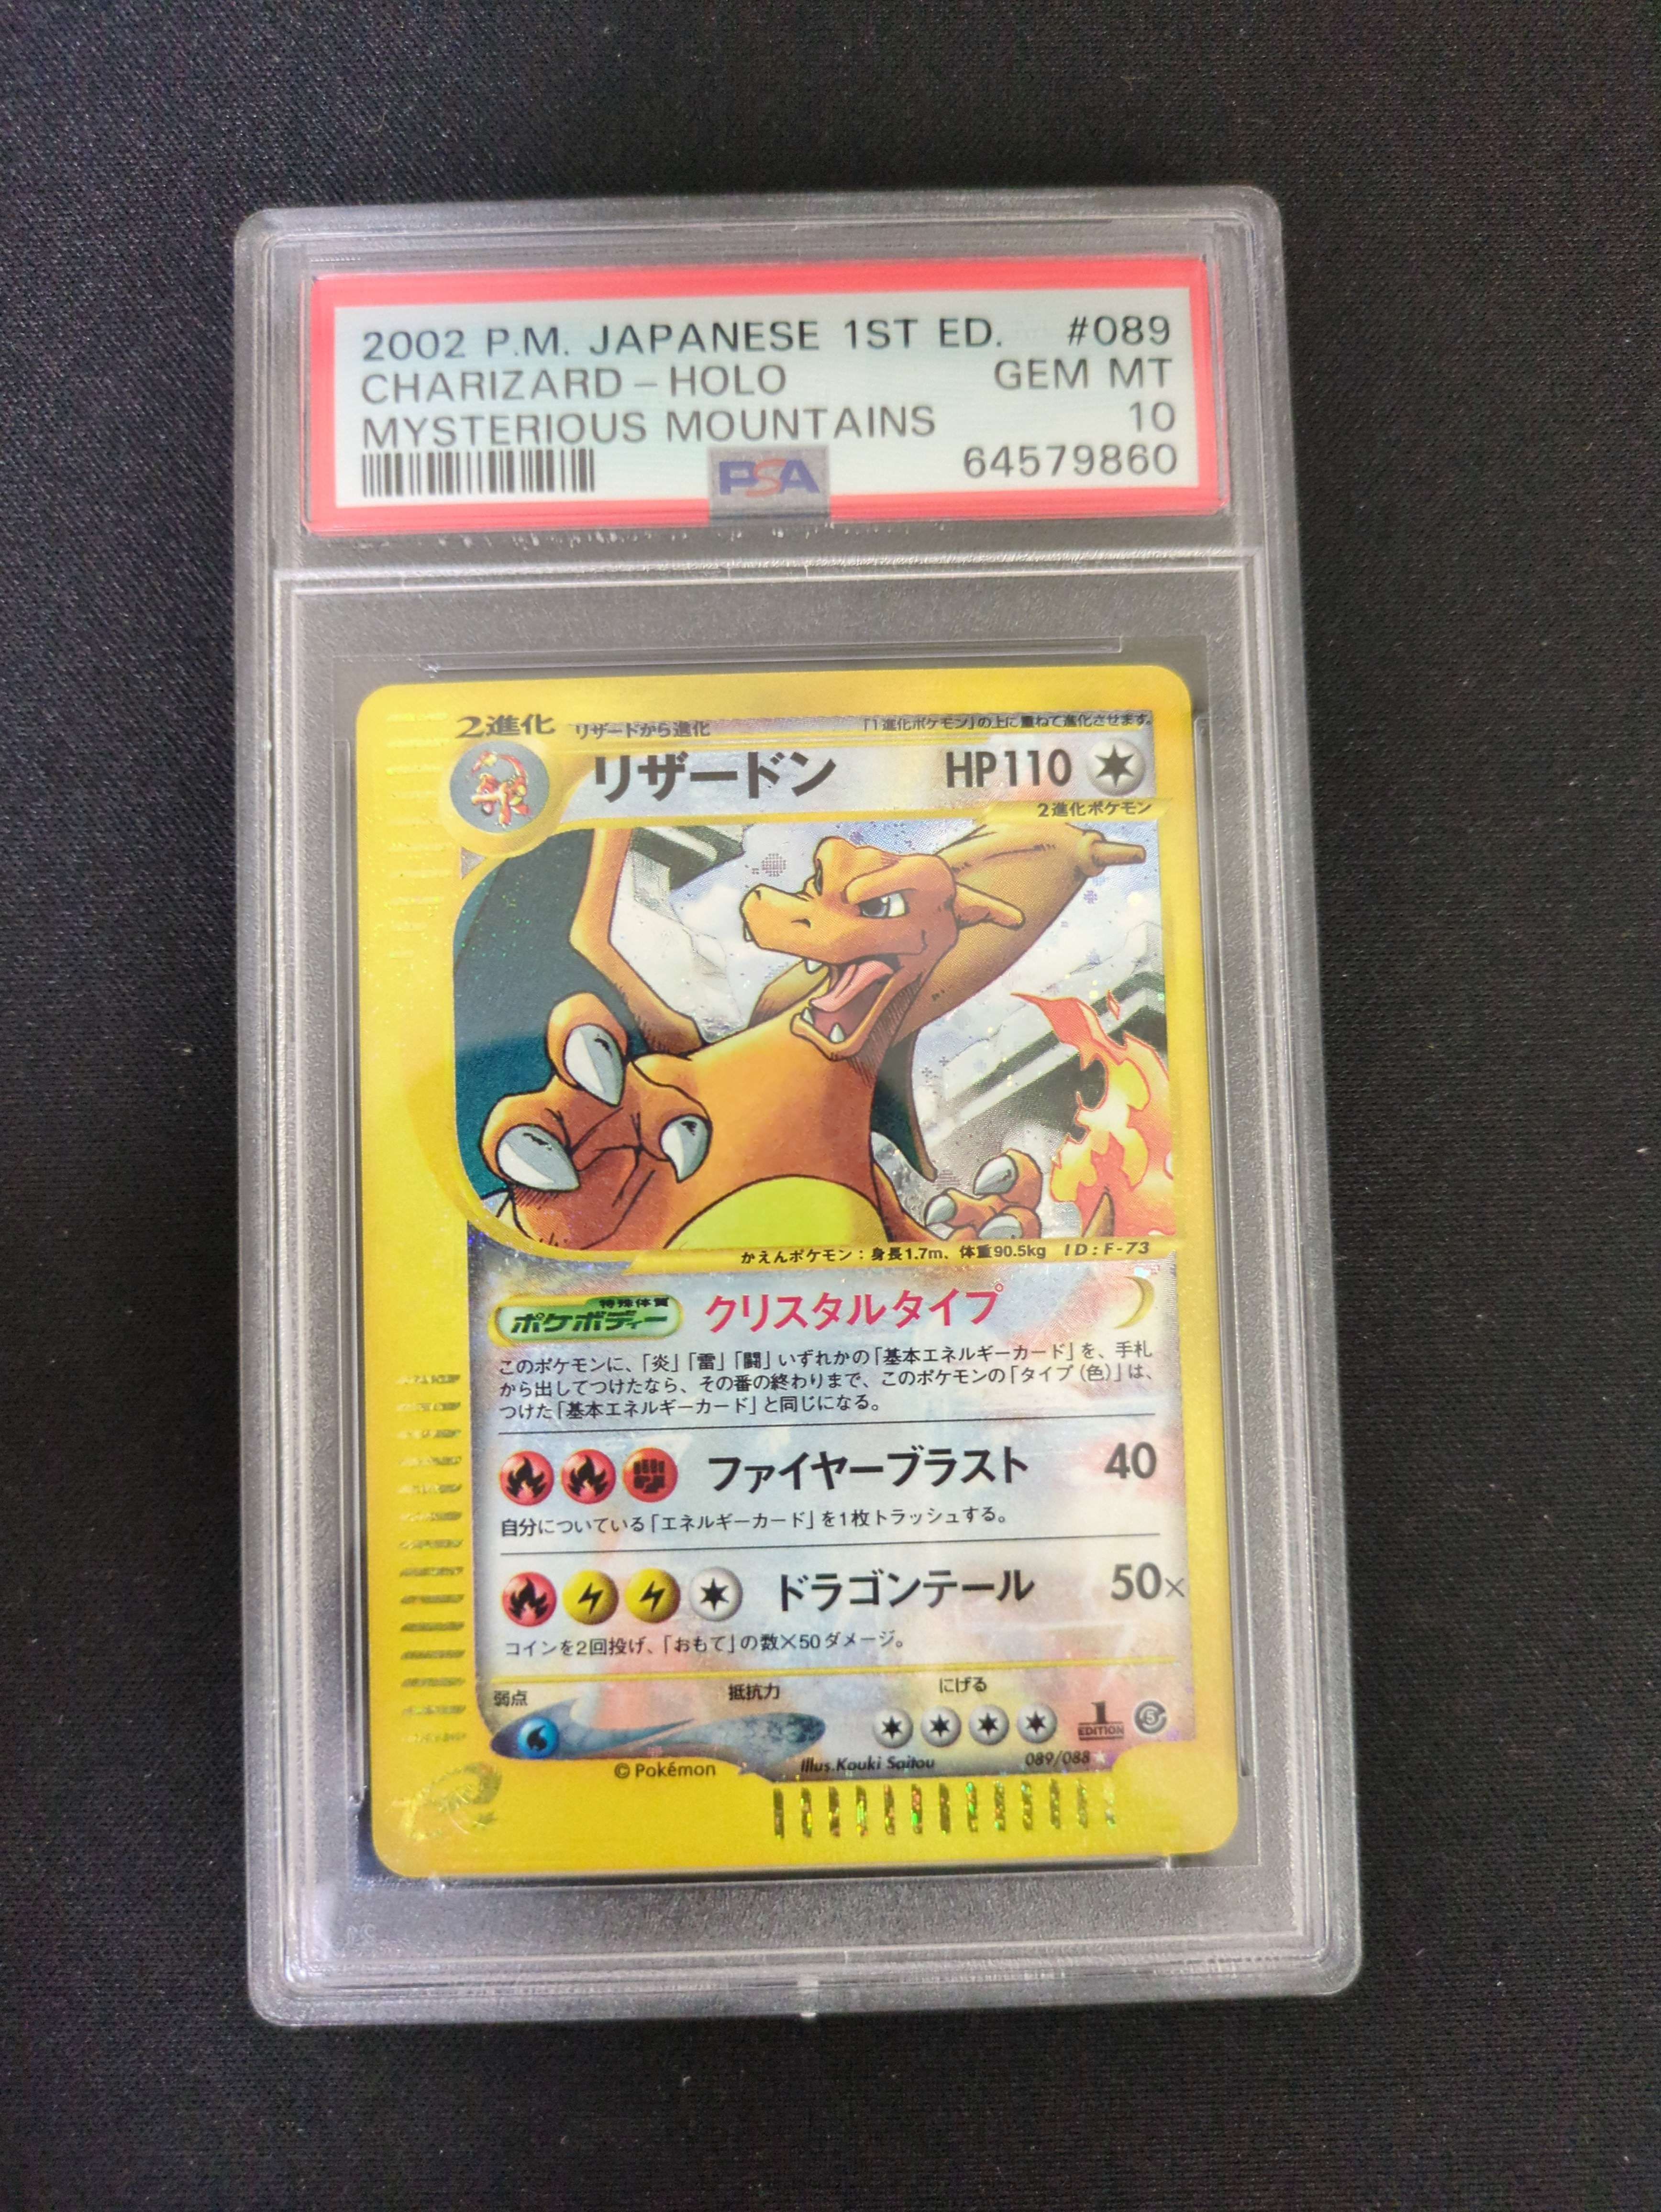 2002 P.M. JAPANESE 1ST ED. #089
CHARIZARD - HOLO GEM MT
MYSTERIOUS MOUNTAINS 10
PSA 64579860
2進化 リザードから進化 「1進化ポケモン」の上に重ねて進化させます。
リザードン HP110
2進化ポケモン
かえんポケモン：身長1.7m、体重90.5kg ID:F-73
特殊体質
ポケボディー クリスタルタイプ
このポケモンに、「炎」「雷」「闘」いずれかの「基本エネルギーカード」を、手札
から出してつけたなら、その番の終わりまで、このポケモンの「タイプ（色）」は、
つけた「基本エネルギーカード」と同じになる。
ファイヤーブラスト 40
自分についている「エネルギーカード」を1枚トラッシュする。
ドラゴンテール 50×
コインを2回投げ、「おもて」の数×50ダメージ。
弱点 抵抗力 にげる
1 EDITION 5
© Pokémon Illus.Kouki Saitou 089/088